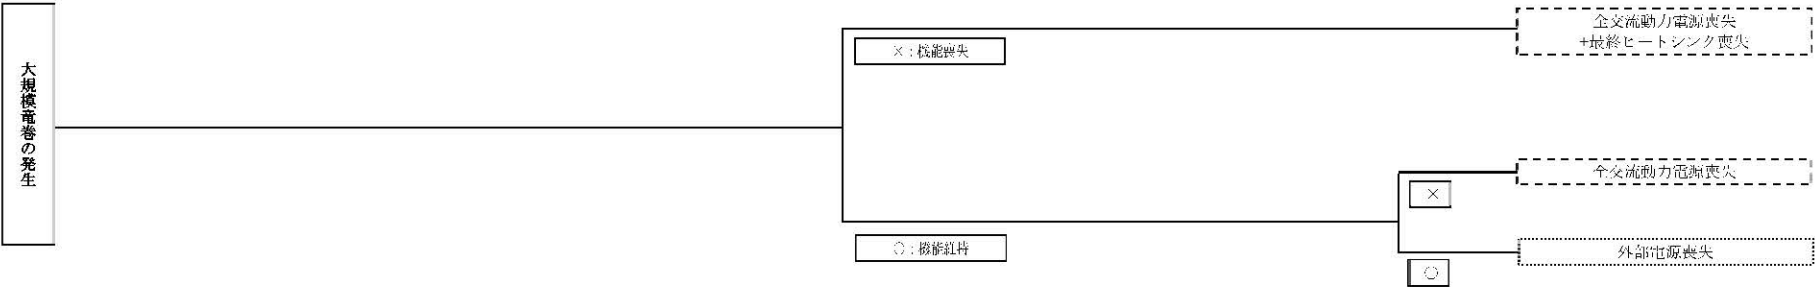 大規模竜巻の発生
×：機能喪失
全交流動力電源喪失
+最終ヒートシンク喪失
全交流動力電源喪失
×
○：機能維持
外部電源喪失
○